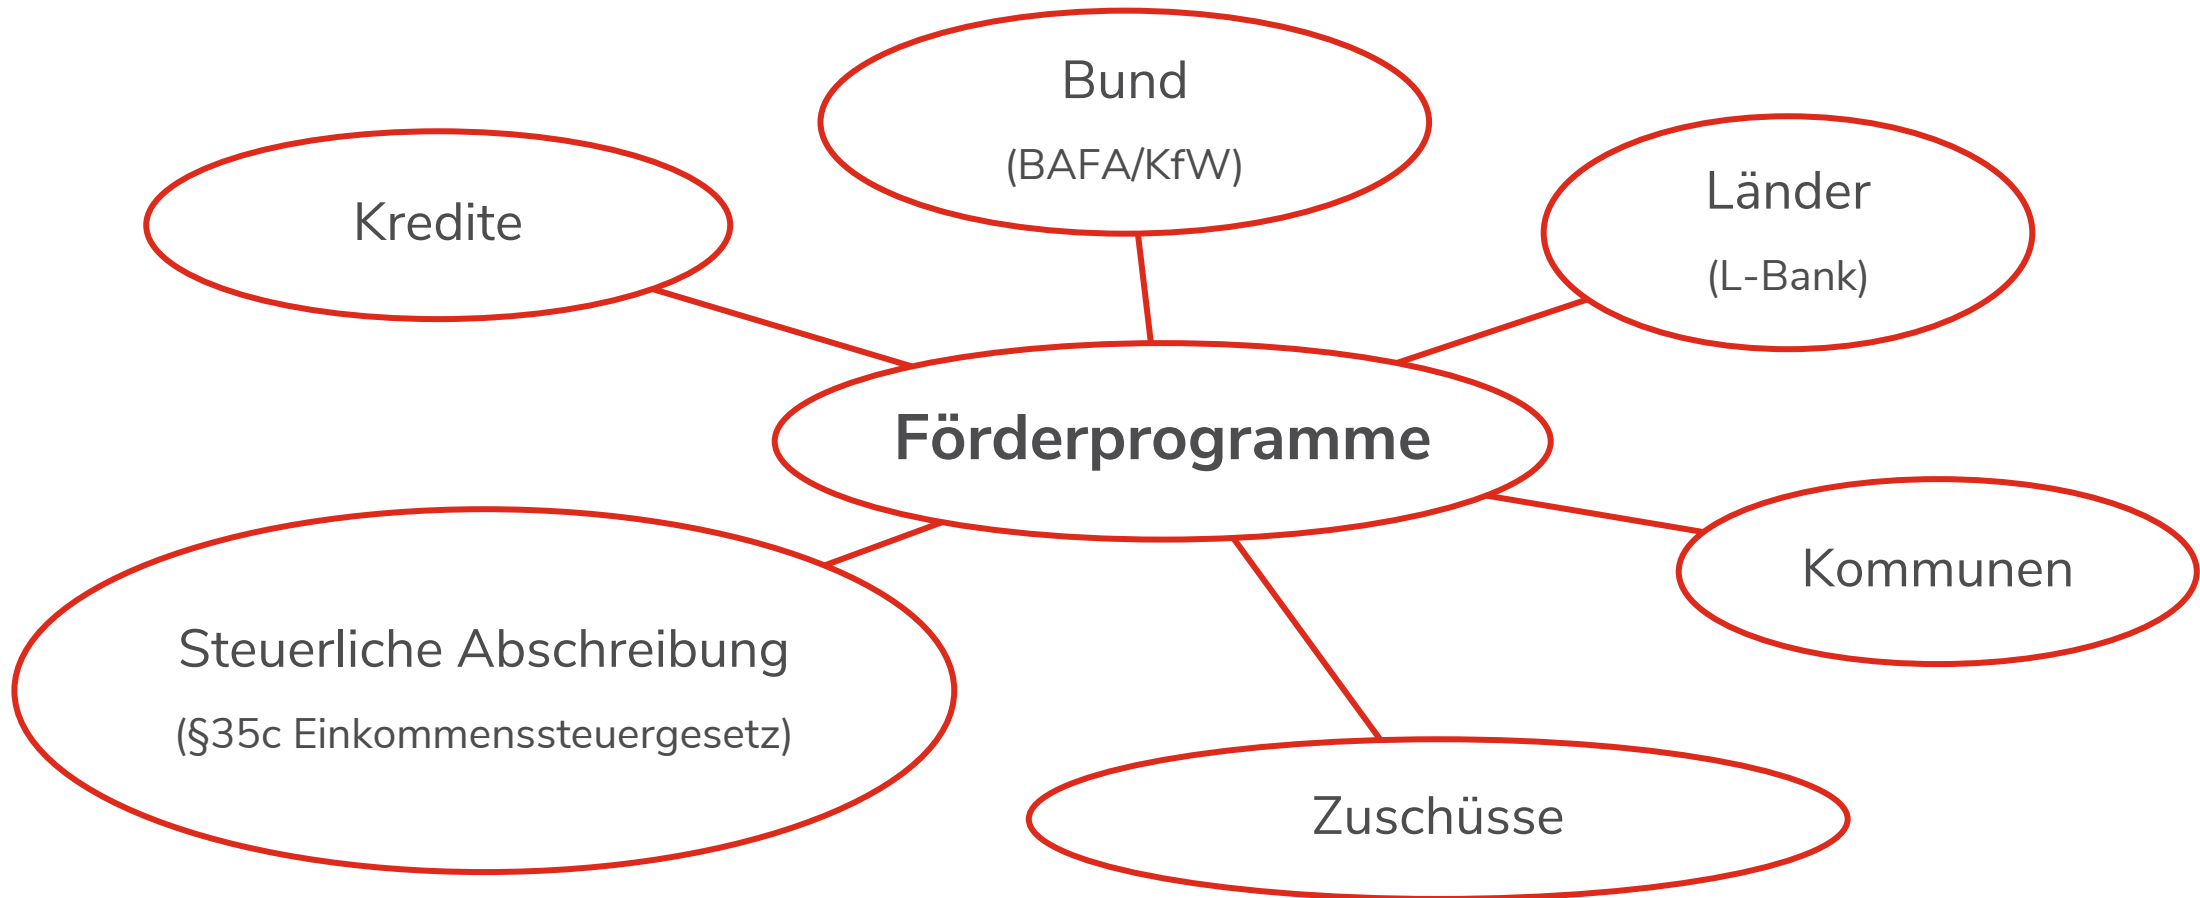 Bund
(BAFA/KfW)
Kredite
Länder
(L-Bank)
Förderprogramme
Kommunen
Steuerliche Abschreibung
(§35c Einkommenssteuergesetz)
Zuschüsse